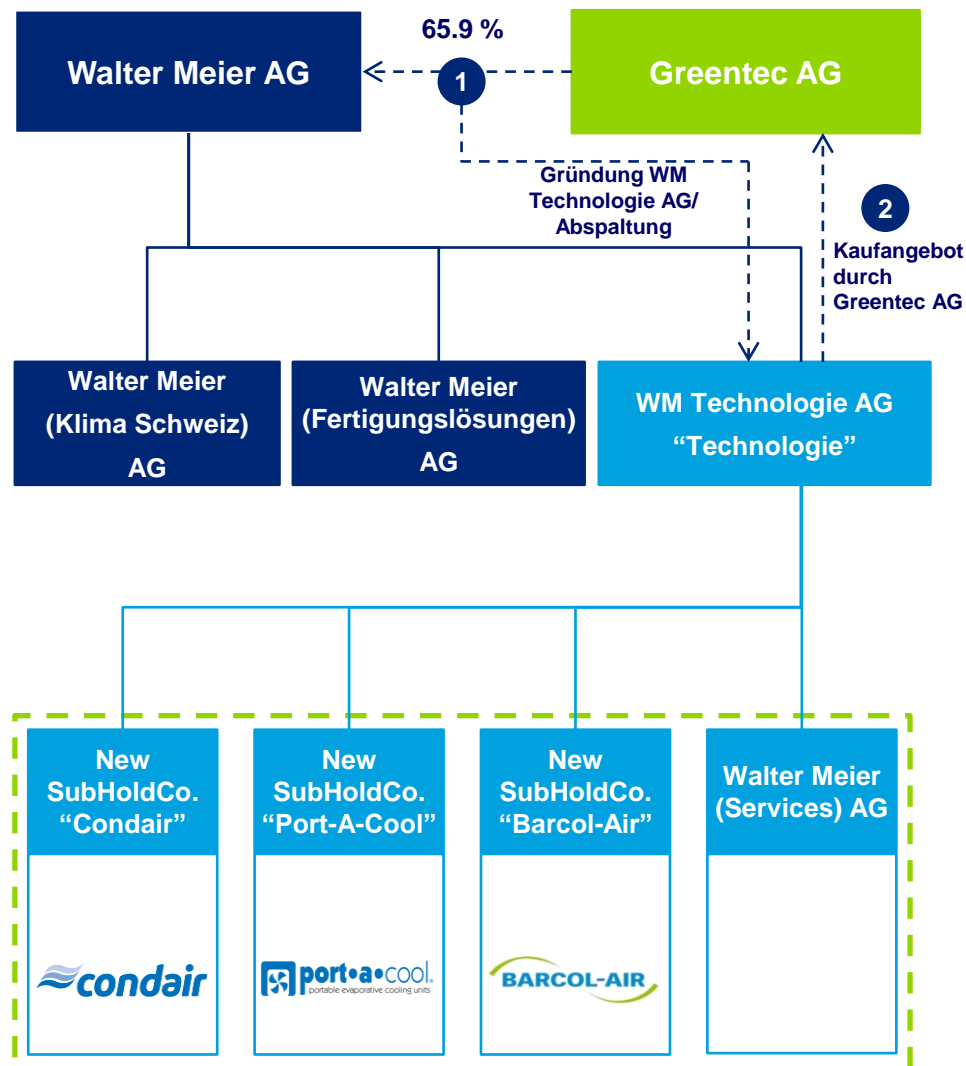 65.9 %
Walter Meier AG
1
Greentec AG
Gründung WM
Technologie AG/
Abspaltung
2
Kaufangebot
durch
Greentec AG
Walter Meier
(Klima Schweiz)
AG
Walter Meier
(Fertigungslösungen)
AG
WM Technologie AG
“Technologie”
New
SubHoldCo.
“Condair”
New
SubHoldCo.
“Port-A-Cool”
New
SubHoldCo.
“Barcol-Air”
Walter Meier
(Services) AG
condair
port•a•cool®
portable evaporative cooling units
BARCOL-AIR